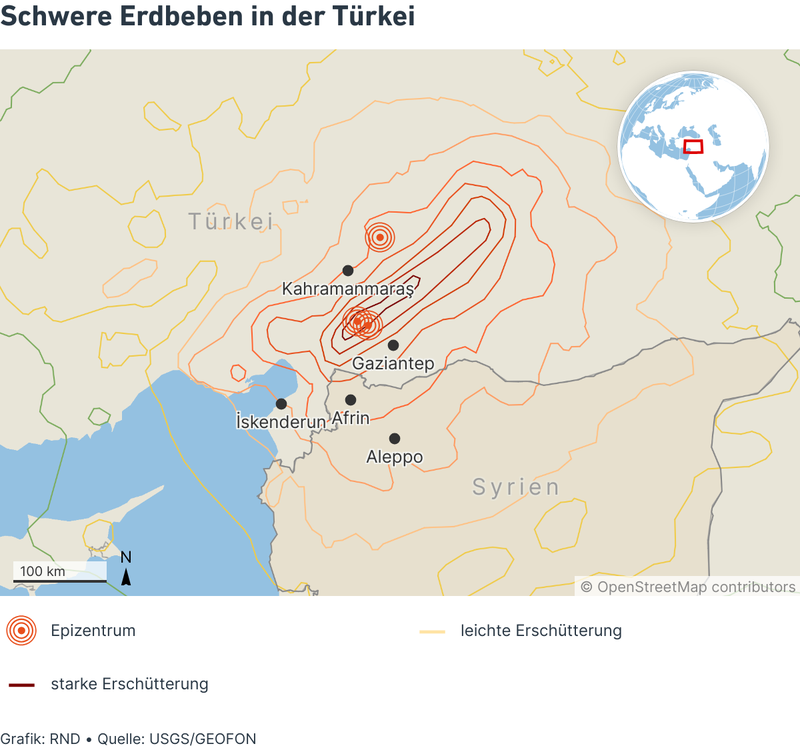 Schwere Erdbeben in der Türkei
Türkei
Kahramanmaraş
Gaziantep
İskenderun
Afrin
Aleppo
Syrien
100 km
N
© OpenStreetMap contributors
Epizentrum
leichte Erschütterung
starke Erschütterung
Grafik: RND • Quelle: USGS/GEOFON